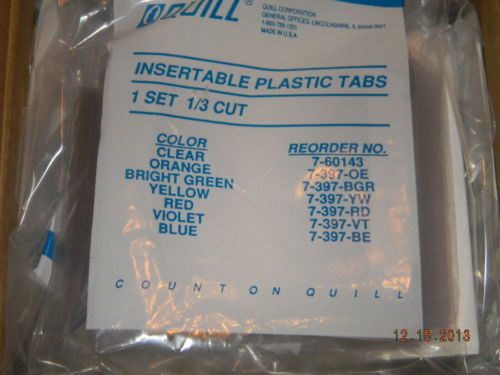 QUILL®
QUILL CORPORATION
GENERAL OFFICES, LINCOLNSHIRE, IL
MADE IN U.S.A.
INSERTABLE PLASTIC TABS
1 SET 1/3 CUT
COLOR REORDER NO.
CLEAR 7-60143
ORANGE 7-397-OE
BRIGHT GREEN 7-397-BGR
YELLOW 7-397-YW
RED 7-397-RD
VIOLET 7-397-VT
BLUE 7-397-BE
COUNT ON QUILL
12.15.2013